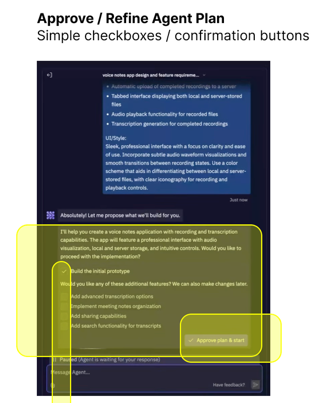 Approve / Refine Agent Plan
Simple checkboxes / confirmation buttons
voice notes app design and feature requireme...
• Automatic upload of completed recordings to a server
• Tabbed interface displaying both local and server-stored
files
• Audio playback functionality for recorded files
• Transcription generation for completed recordings
UI/Style:
Sleek, professional interface with a focus on clarity and ease
of use. Incorporate subtle audio waveform visualizations and
smooth transitions between recording states. Use a color
scheme that aids in differentiating between local and server-
stored files, with clear iconography for recording and
playback controls.
Just now
Absolutely! Let me propose what we'll build for you.
I'll help you create a voice notes application with recording and transcription
capabilities. The app will feature a professional interface with audio
visualization, local and server storage, and intuitive controls. Would you like to
proceed with the implementation?
Build the initial prototype
Would you like any of these additional features? We can also make changes later.
Add advanced transcription options
Implement meeting notes organization
Add sharing capabilities
Add search functionality for transcripts
Approve plan & start
Paused (Agent is waiting for your response)
Message Agent...
Have feedback?